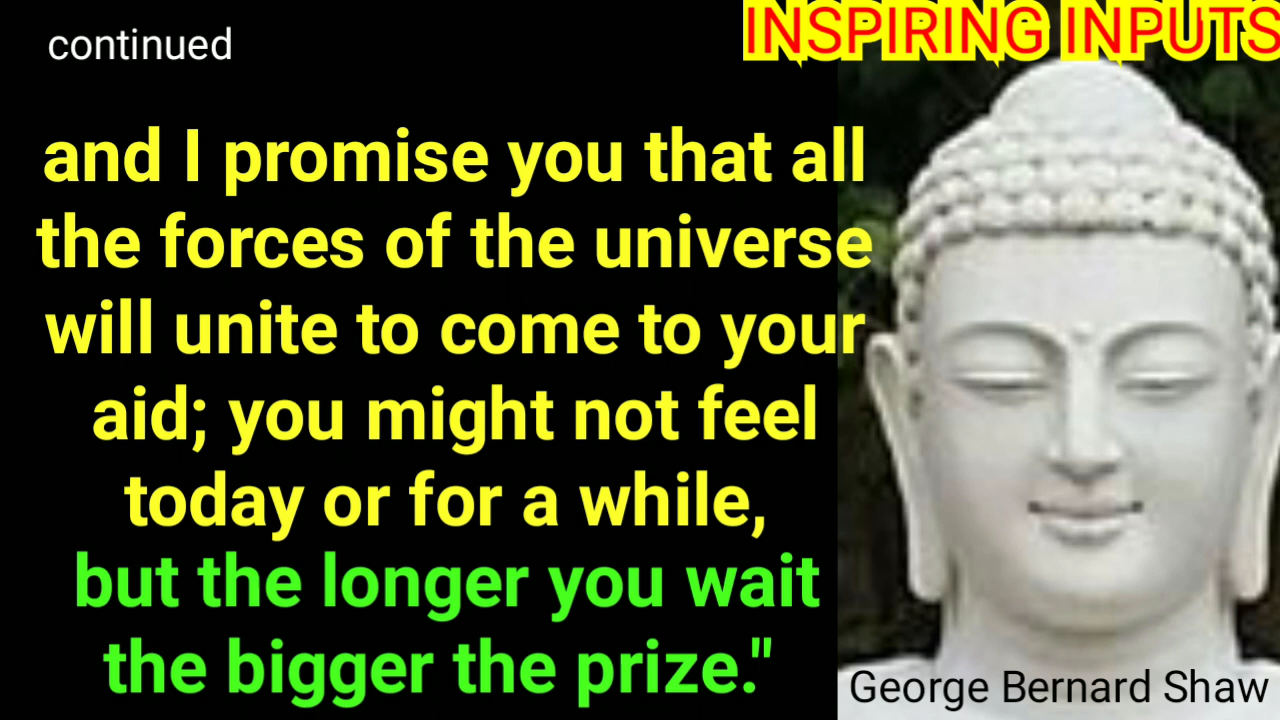 continued
INSPIRING INPUTS
and I promise you that all
the forces of the universe
will unite to come to your
aid; you might not feel
today or for a while,
but the longer you wait
the bigger the prize."
George Bernard Shaw